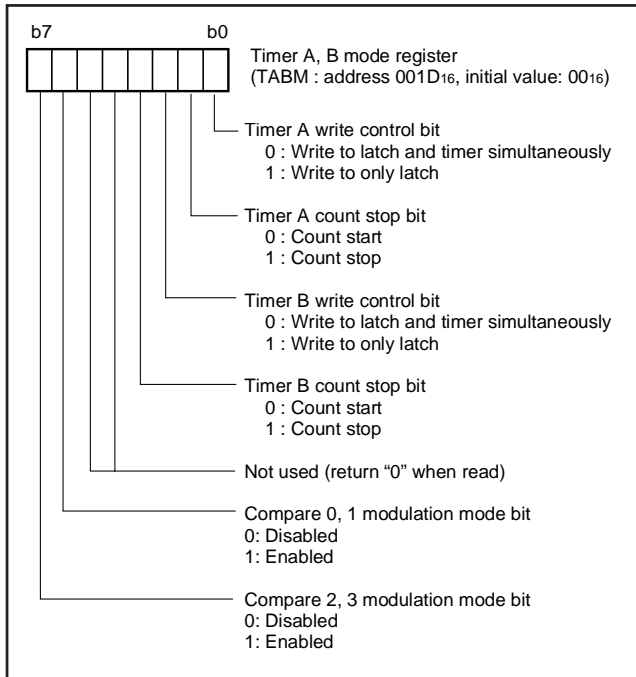 b7 b0
Timer A, B mode register
(TABM : address 001D16, initial value: 0016)
Timer A write control bit
0 : Write to latch and timer simultaneously
1 : Write to only latch
Timer A count stop bit
0 : Count start
1 : Count stop
Timer B write control bit
0 : Write to latch and timer simultaneously
1 : Write to only latch
Timer B count stop bit
0 : Count start
1 : Count stop
Not used (return “0” when read)
Compare 0, 1 modulation mode bit
0: Disabled
1: Enabled
Compare 2, 3 modulation mode bit
0: Disabled
1: Enabled